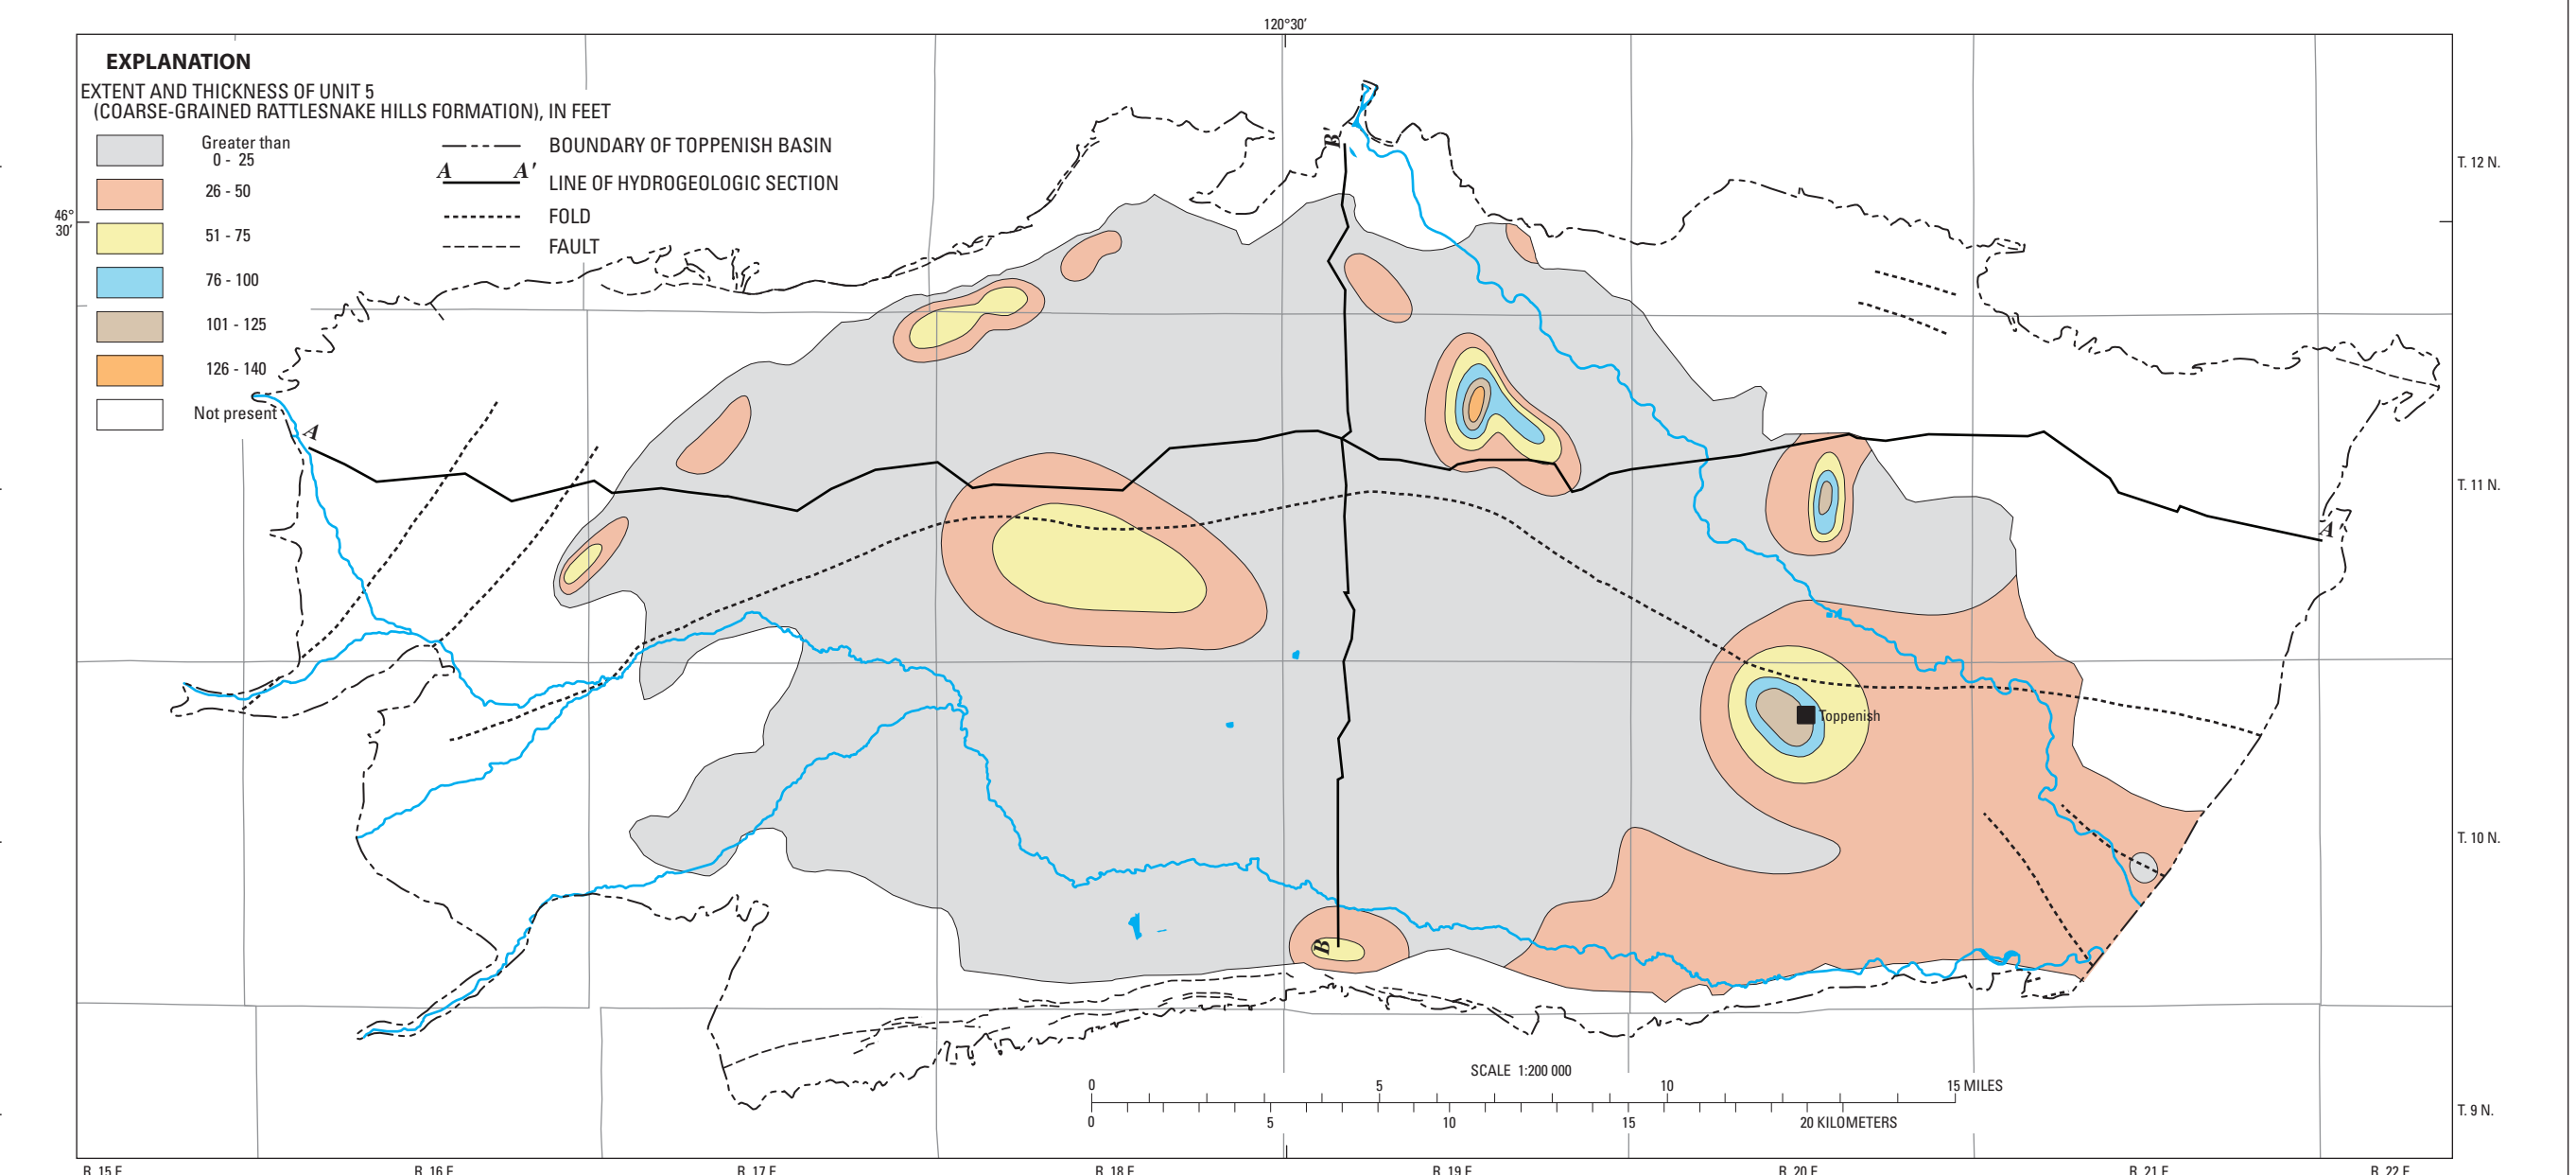 120°30′
EXPLANATION
EXTENT AND THICKNESS OF UNIT 5
(COARSE-GRAINED RATTLESNAKE HILLS FORMATION), IN FEET
Greater than
0 - 25
26 - 50
51 - 75
76 - 100
101 - 125
126 - 140
Not present
BOUNDARY OF TOPPENISH BASIN
A A′
LINE OF HYDROGEOLOGIC SECTION
FOLD
FAULT
46°
30′
B′
T. 12 N.
A
T. 11 N.
A′
Toppenish
T. 10 N.
B
SCALE 1:200 000
0 5 10 15 MILES
0 5 10 15 20 KILOMETERS
T. 9 N.
R. 15 E. R. 16 E. R. 17 E. R. 18 E. R. 19 E. R. 20 E. R. 21 E. R. 22 E.